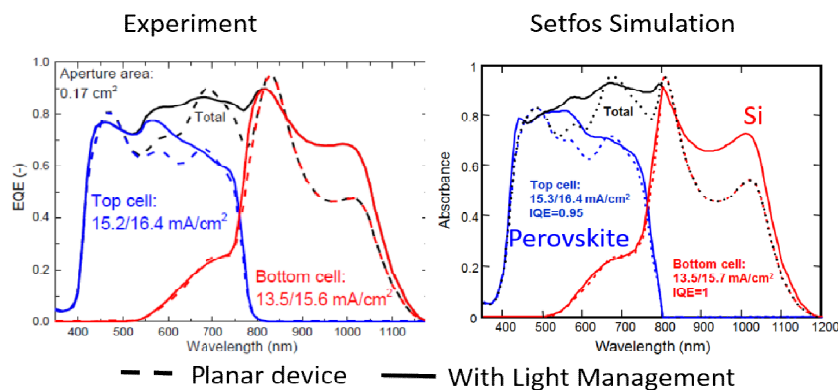 Experiment
Setfos Simulation
EQE (-)
1.0
0.8
0.6
0.4
0.2
0.0
Aperture area:
0.17 cm²
Total
Top cell:
15.2/16.4 mA/cm²
Bottom cell:
13.5/15.6 mA/cm²
400 500 600 700 800 900 1000 1100
Wavelength (nm)
Absorbance
1
0.8
0.6
0.4
0.2
0
Total
Si
Top cell:
15.3/16.4 mA/cm²
IQE=0.95
Perovskite
Bottom cell:
13.5/15.7 mA/cm²
IQE=1
400 500 600 700 800 900 1000 1100 1200
Wavelength (nm)
Planar device
With Light Management